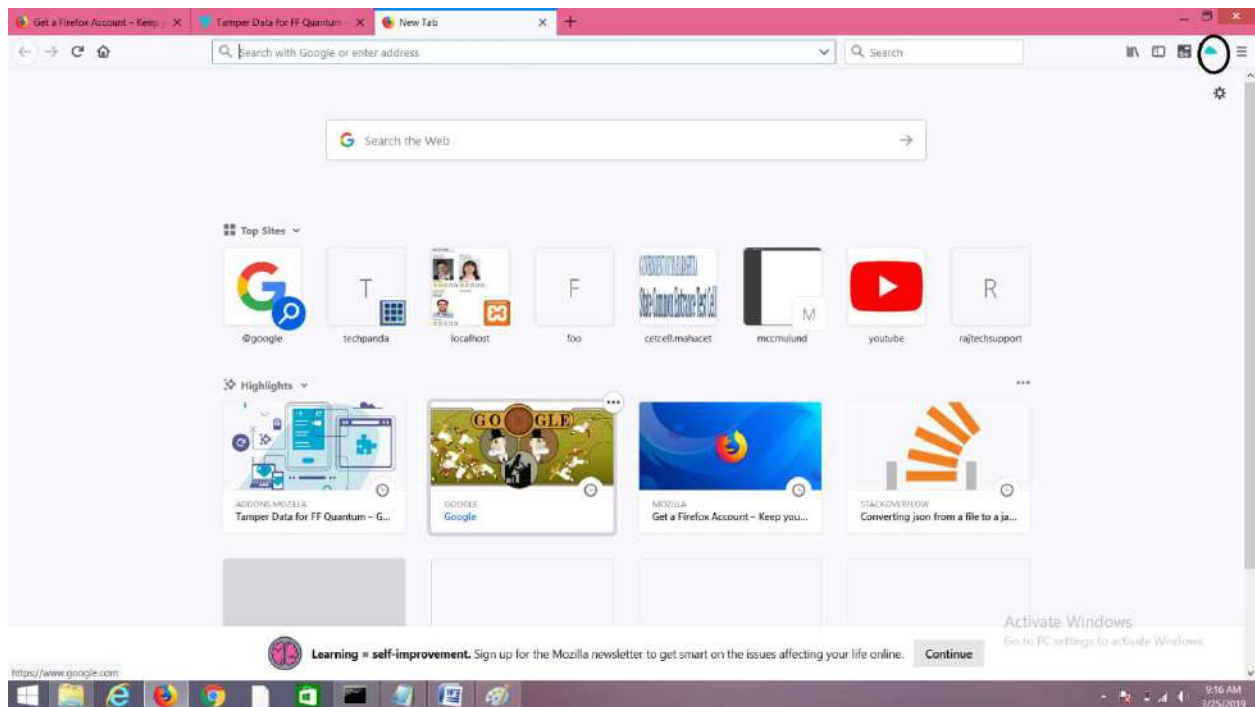 Get a Firefox Account – Keep y
Tamper Data for FF Quantum –
New Tab
Search with Google or enter address
Search
Search the Web
Top Sites
T
F
M
R
@google
techpanda
localhost
foo
cetcell.mahacet
mccmulund
youtube
rajtechsupport
Highlights
GOOGLE
ADDONS.MOZILLA
Tamper Data for FF Quantum – G...
GOOGLE
Google
MOZILLA
Get a Firefox Account – Keep you...
STACKOVERFLOW
Converting json from a file to a ja...
Activate Windows
Go to PC settings to activate Windows.
Learning = self-improvement. Sign up for the Mozilla newsletter to get smart on the issues affecting your life online.
Continue
https://www.google.com
9:16 AM
3/25/2019